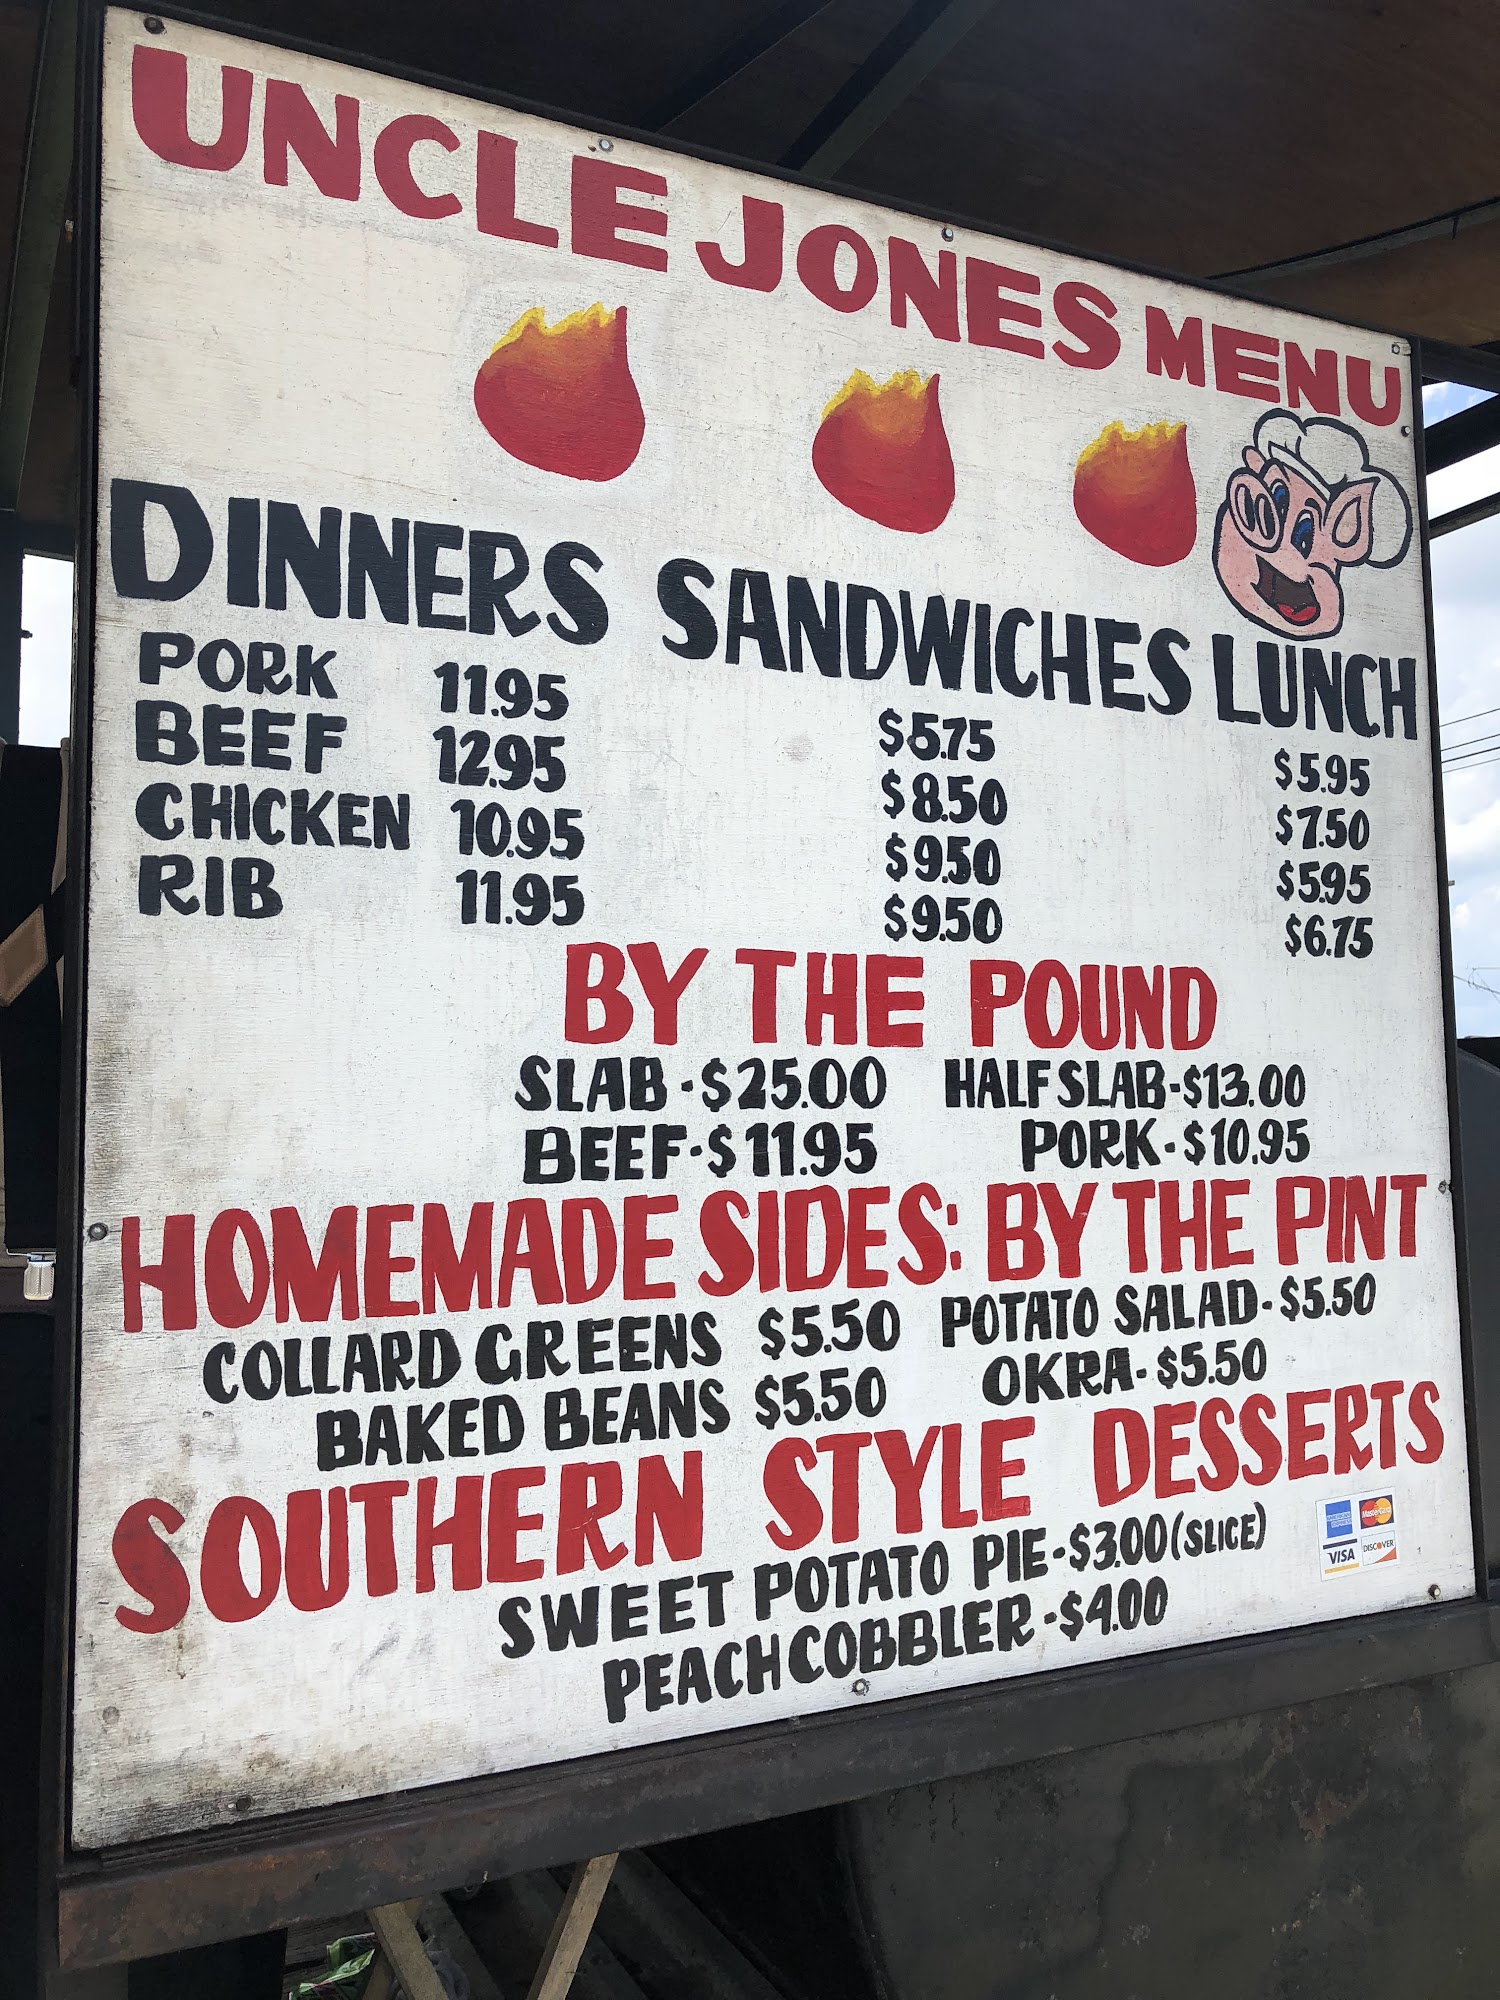 UNCLE JONES MENU
DINNERS SANDWICHES LUNCH
PORK 11.95 $5.75 $5.95
BEEF 12.95 $8.50 $7.50
CHICKEN 10.95 $9.50 $5.95
RIB 11.95 $9.50 $6.75
BY THE POUND
SLAB-$25.00 HALF SLAB-$13.00
BEEF-$11.95 PORK-$10.95
HOMEMADE SIDES: BY THE PINT
COLLARD GREENS $5.50 POTATO SALAD-$5.50
BAKED BEANS $5.50 OKRA-$5.50
SOUTHERN STYLE DESSERTS
SWEET POTATO PIE-$3.00(SLICE)
PEACH COBBLER-$4.00
AMERICAN EXPRESS MasterCard
VISA DISCOVER